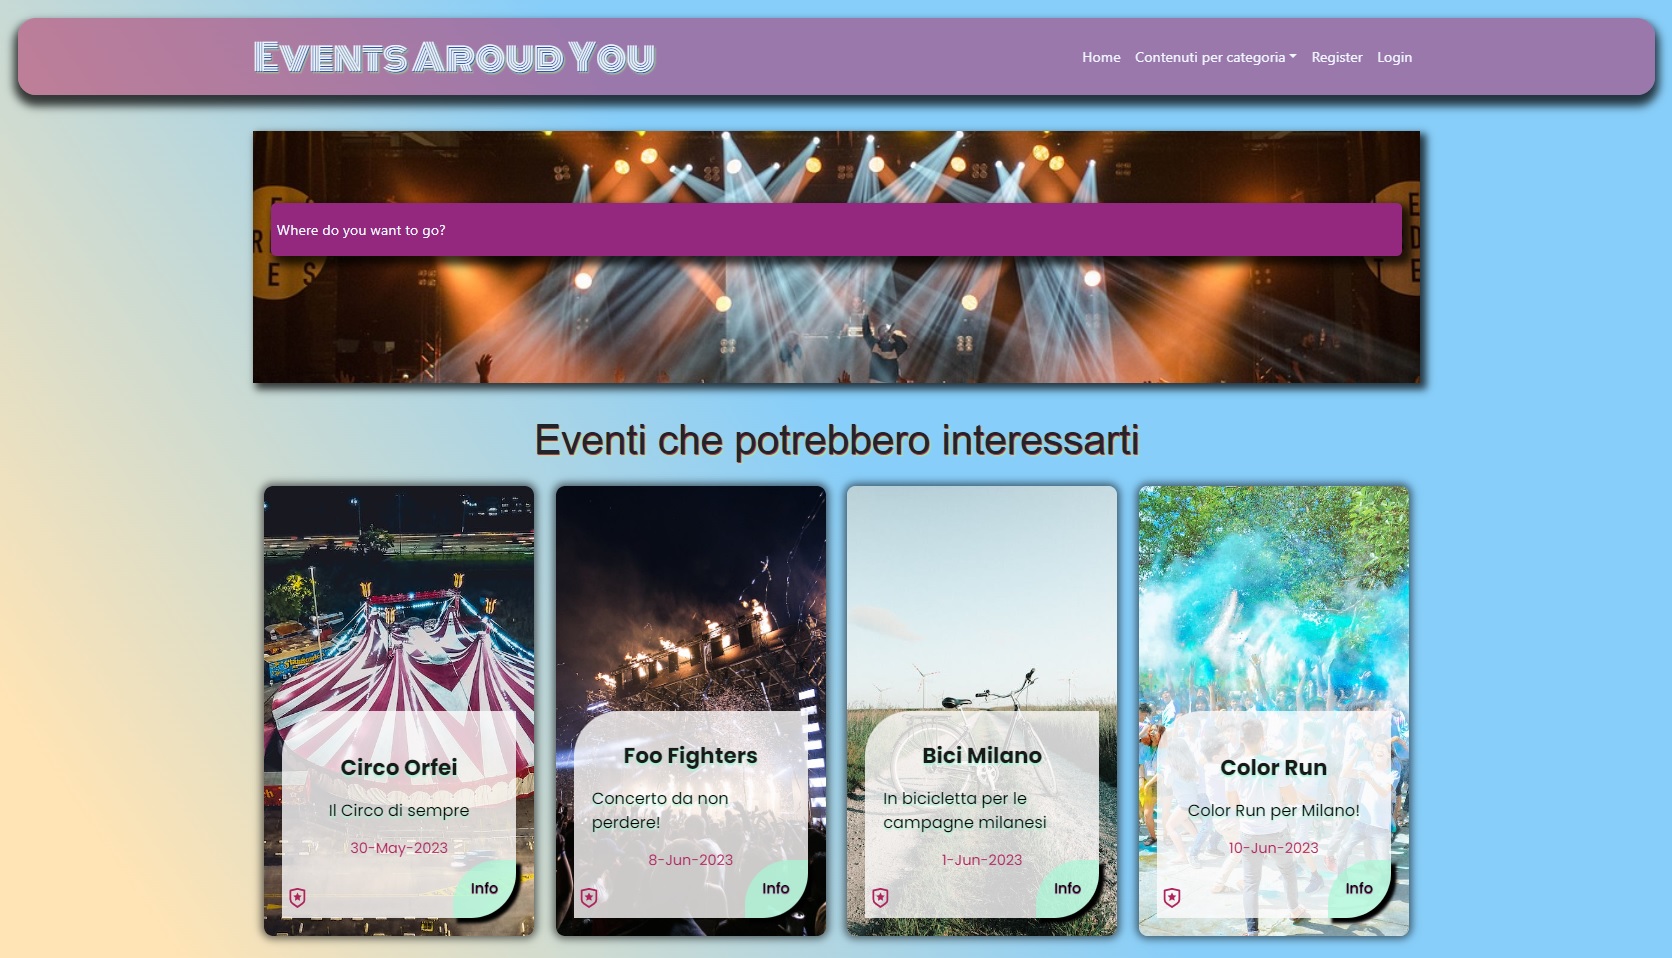 Events Aroud You
Home Contenuti per categoria Register Login
Where do you want to go?
Eventi che potrebbero interessarti
Circo Orfei
Il Circo di sempre
30-May-2023
Info
Foo Fighters
Concerto da non
perdere!
8-Jun-2023
Info
Bici Milano
In bicicletta per le
campagne milanesi
1-Jun-2023
Info
Color Run
Color Run per Milano!
10-Jun-2023
Info